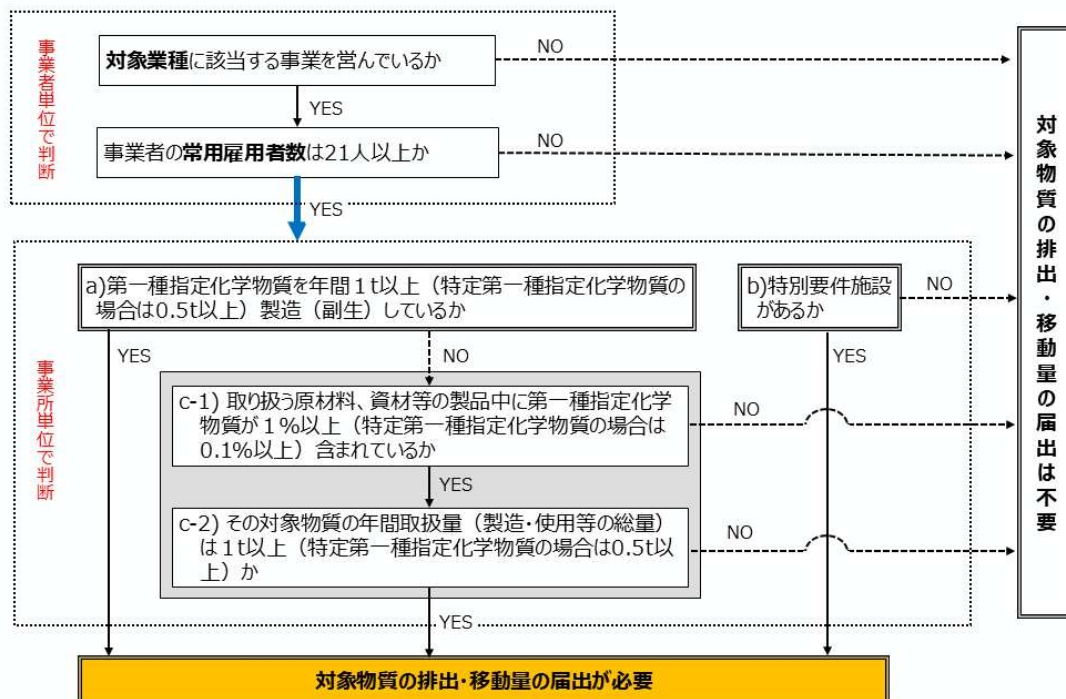 事業者単位で判断
対象業種に該当する事業を営んでいるか
NO
YES
事業者の常用雇用者数は21人以上か
NO
YES
事業所単位で判断
a)第一種指定化学物質を年間１t以上（特定第一種指定化学物質の
場合は0.5t以上）製造（副生）しているか
b)特別要件施設
があるか
NO
YES
NO
YES
c-1) 取り扱う原材料、資材等の製品中に第一種指定化学
物質が１%以上（特定第一種指定化学物質の場合は
0.1%以上）含まれているか
NO
YES
c-2) その対象物質の年間取扱量（製造・使用等の総量）
は１t以上（特定第一種指定化学物質の場合は0.5t以
上）か
NO
YES
対象物質の排出・移動量の届出が必要
対象物質の排出・移動量の届出は不要